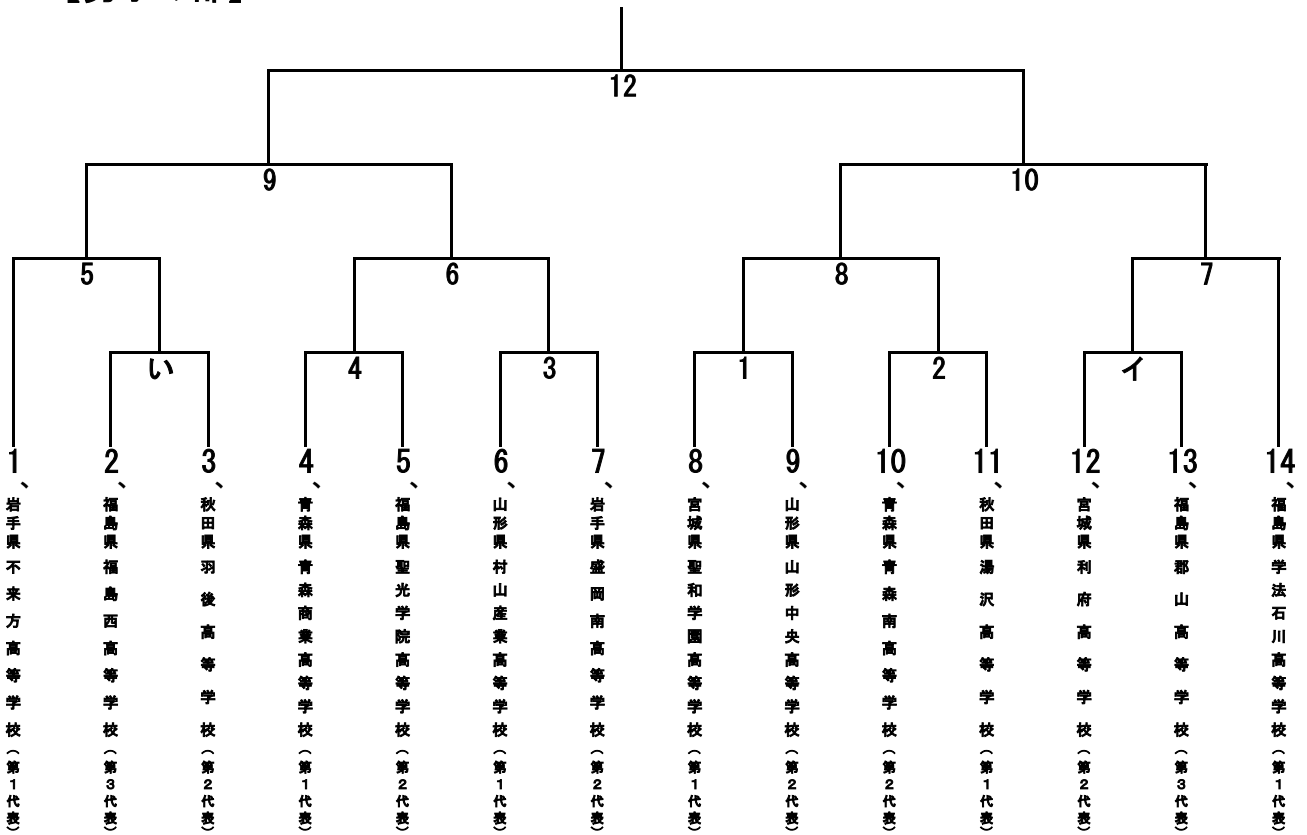 12
9
10
5
6
8
7
い
4
3
1
2
イ
1、岩手県 不来方高等学校（第1代表）
2、福島県 福島西高等学校（第3代表）
3、秋田県 羽後高等学校（第2代表）
4、青森県 青森商業高等学校（第1代表）
5、福島県 聖光学院高等学校（第2代表）
6、山形県 村山産業高等学校（第1代表）
7、岩手県 盛岡南高等学校（第2代表）
8、宮城県 聖和学園高等学校（第1代表）
9、山形県 山形中央高等学校（第2代表）
10、青森県 青森南高等学校（第2代表）
11、秋田県 湯沢高等学校（第1代表）
12、宮城県 利府高等学校（第2代表）
13、福島県 郡山高等学校（第3代表）
14、福島県 学法石川高等学校（第1代表）